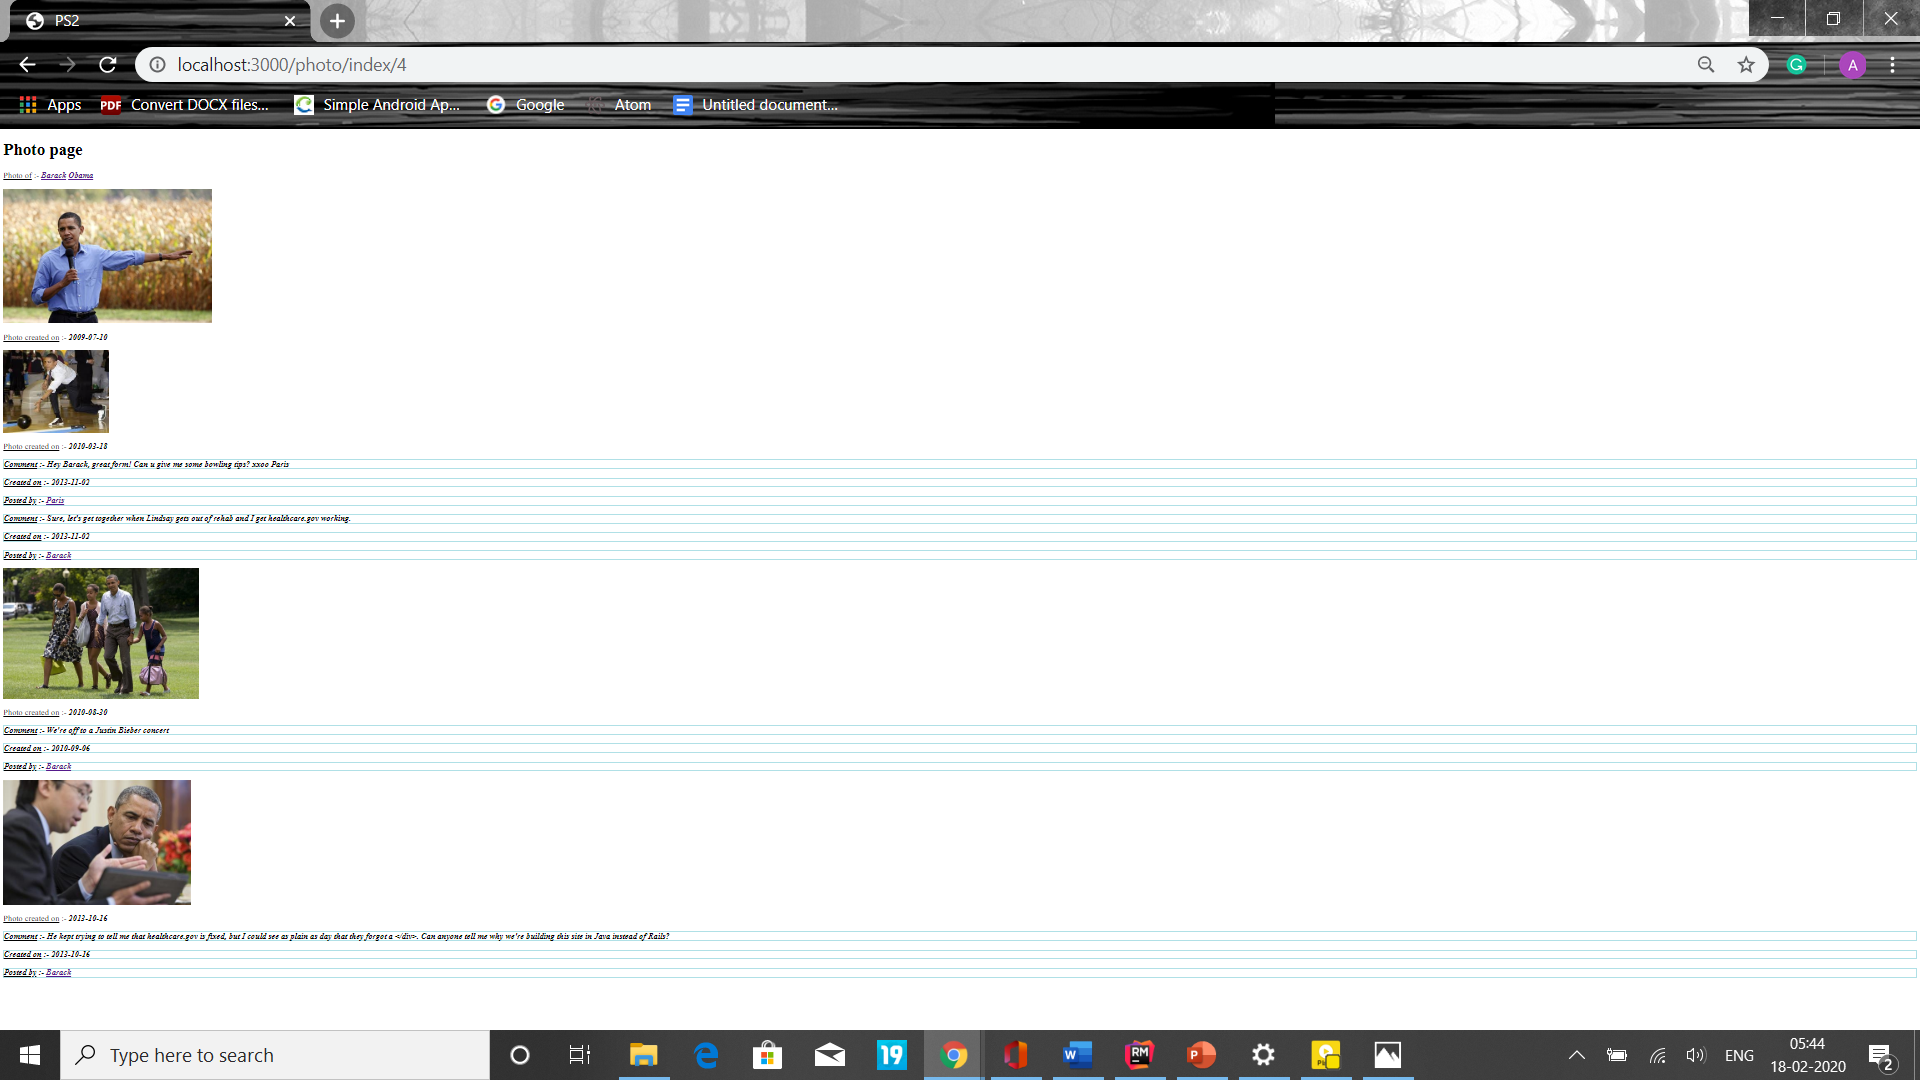 PS2
localhost:3000/photo/index/4
A
Apps PDF Convert DOCX files... Simple Android Ap... Google Atom Untitled document...
Photo page
Photo of :- Barack Obama
Photo created on :- 2009-07-10
Photo created on :- 2010-03-18
Comment :- Hey Barack, great form! Can u give me some bowling tips? xxoo Paris
Created on :- 2013-11-02
Posted by :- Paris
Comment :- Sure, let's get together when Lindsay gets out of rehab and I get healthcare.gov working.
Created on :- 2013-11-02
Posted by :- Barack
Photo created on :- 2010-08-30
Comment :- We're off to a Justin Bieber concert
Created on :- 2010-09-06
Posted by :- Barack
Photo created on :- 2013-10-16
Comment :- He kept trying to tell me that healthcare.gov is fixed, but I could see as plain as day that they forgot a </div>. Can anyone tell me why we're building this site in Java instead of Rails?
Created on :- 2013-10-16
Posted by :- Barack
Type here to search
19
W
RM
P
ENG
05:44
18-02-2020
2